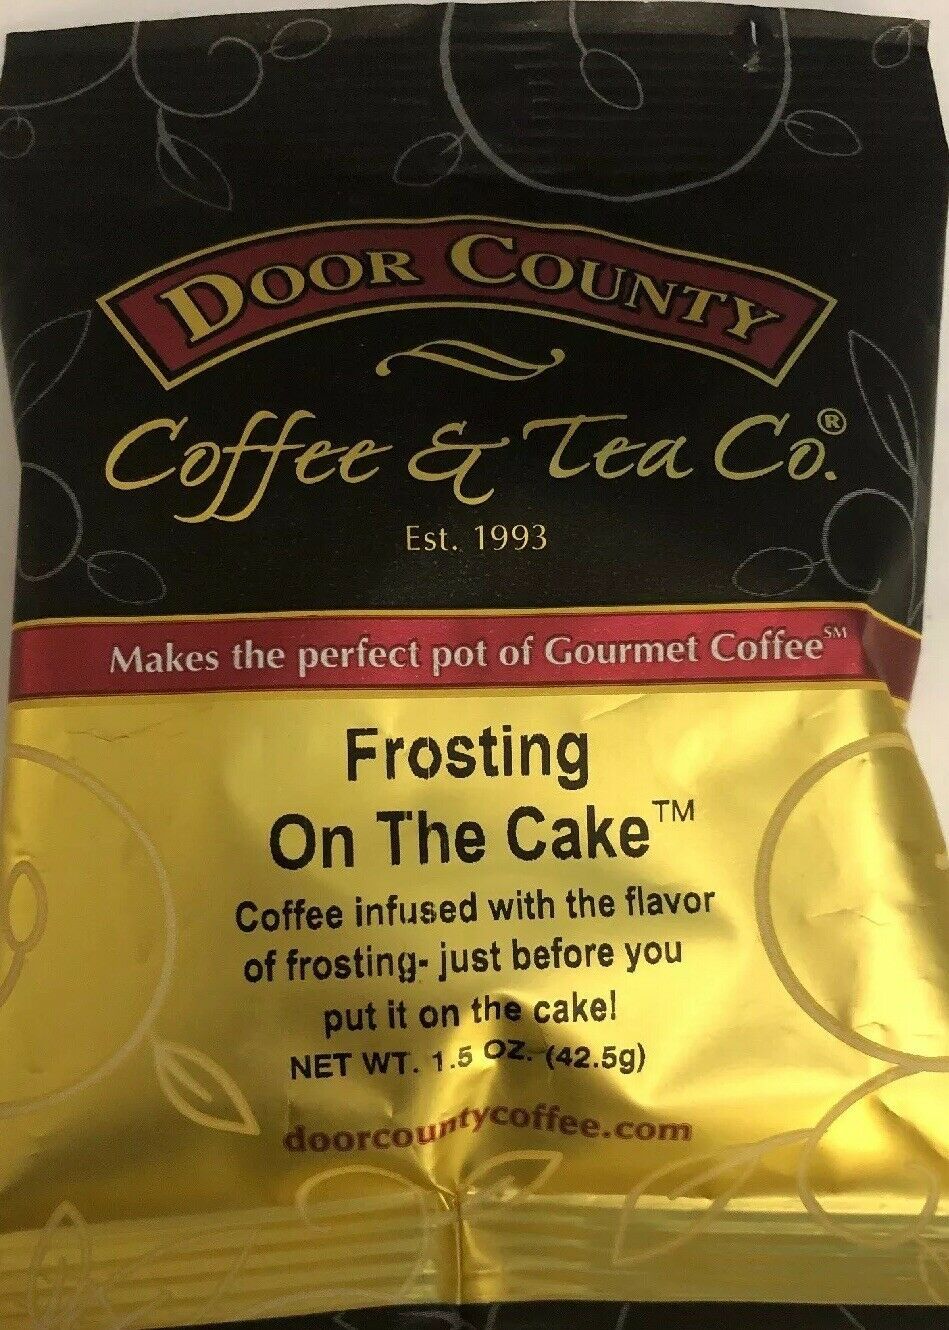 DOOR COUNTY
Coffee & Tea Co.®
Est. 1993
Makes the perfect pot of Gourmet Coffee℠
Frosting
On The Cake™
Coffee infused with the flavor
of frosting- just before you
put it on the cake!
NET WT. 1.5 OZ. (42.5g)
doorcountycoffee.com